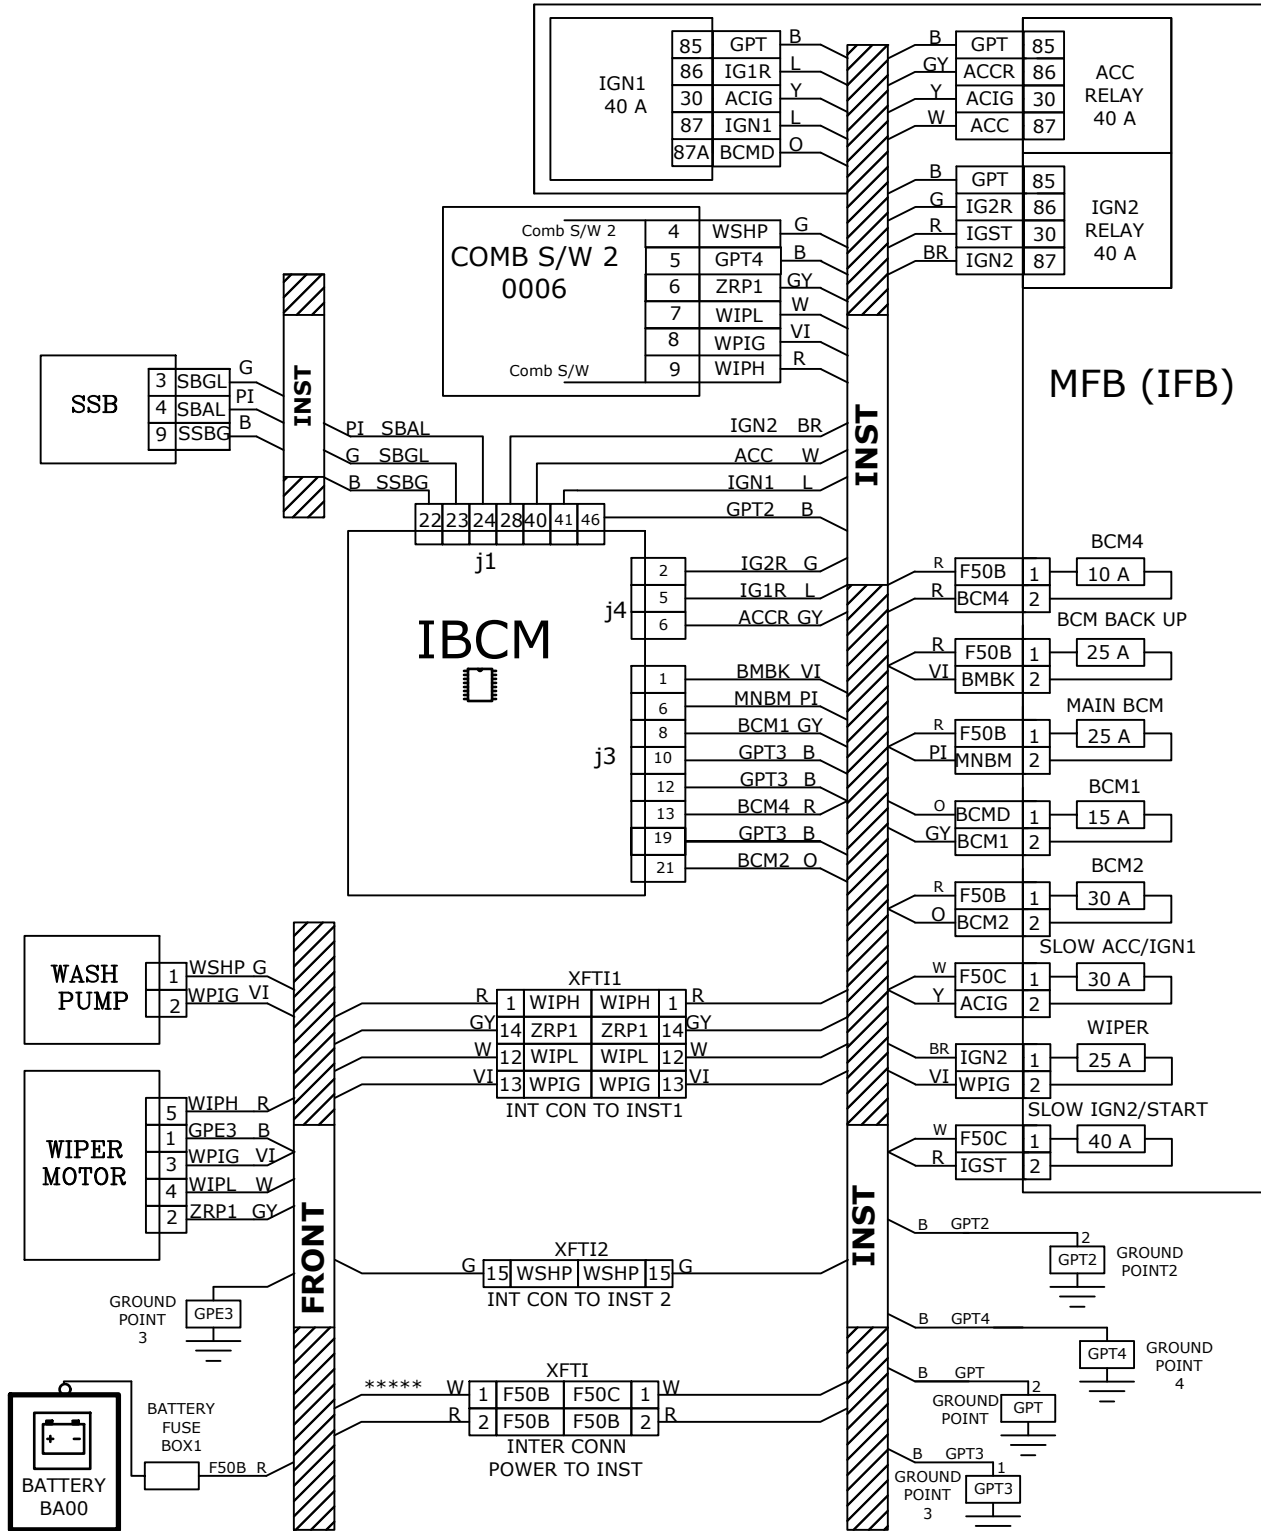 IGN1
40 A
85 GPT B
86 IG1R L
30 ACIG Y
87 IGN1 L
87A BCMD O
B GPT 85
GY ACCR 86
Y ACIG 30
W ACC 87
ACC
RELAY
40 A
B GPT 85
G IG2R 86
R IGST 30
BR IGN2 87
IGN2
RELAY
40 A
Comb S/W 2
COMB S/W 2
0006
Comb S/W
4 WSHP G
5 GPT4 B
6 ZRP1 GY
7 WIPL W
8 WPIG VI
9 WIPH R
MFB (IFB)
SSB
3 SBGL G
4 SBAL PI
9 SSBG B
INST
PI SBAL
G SBGL
B SSBG
IGN2 BR
ACC W
IGN1 L
GPT2 B
INST
22 23 24 28 40 41 46
j1
IBCM
j4
2 IG2R G
5 IG1R L
6 ACCR GY
j3
1 BMBK VI
6 MNBM PI
8 BCM1 GY
10 GPT3 B
12 GPT3 B
13 BCM4 R
19 GPT3 B
21 BCM2 O
BCM4
R F50B 1 10 A
R BCM4 2
BCM BACK UP
R F50B 1 25 A
VI BMBK 2
MAIN BCM
R F50B 1 25 A
PI MNBM 2
BCM1
O BCMD 1 15 A
GY BCM1 2
BCM2
R F50B 1 30 A
O BCM2 2
SLOW ACC/IGN1
W F50C 1 30 A
Y ACIG 2
WIPER
BR IGN2 1 25 A
VI WPIG 2
SLOW IGN2/START
W F50C 1 40 A
R IGST 2
WASH
PUMP
1 WSHP G
2 WPIG VI
WIPER
MOTOR
5 WIPH R
1 GPE3 B
3 WPIG VI
4 WIPL W
2 ZRP1 GY
FRONT
XFTI1
R 1 WIPH WIPH 1 R
GY 14 ZRP1 ZRP1 14 GY
W 12 WIPL WIPL 12 W
VI 13 WPIG WPIG 13 VI
INT CON TO INST1
INST
XFTI2
G 15 WSHP WSHP 15 G
INT CON TO INST 2
GROUND
POINT
3
GPE3
XFTI
***** W 1 F50B F50C 1 W
R 2 F50B F50B 2 R
INTER CONN
POWER TO INST
BATTERY
FUSE
BOX1
F50B R
BATTERY
BA00
B GPT2
2
GPT2
GROUND
POINT2
B GPT4
GPT4
GROUND
POINT
4
B GPT
2
GROUND
POINT
GPT
B GPT3
1
GROUND
POINT
3
GPT3